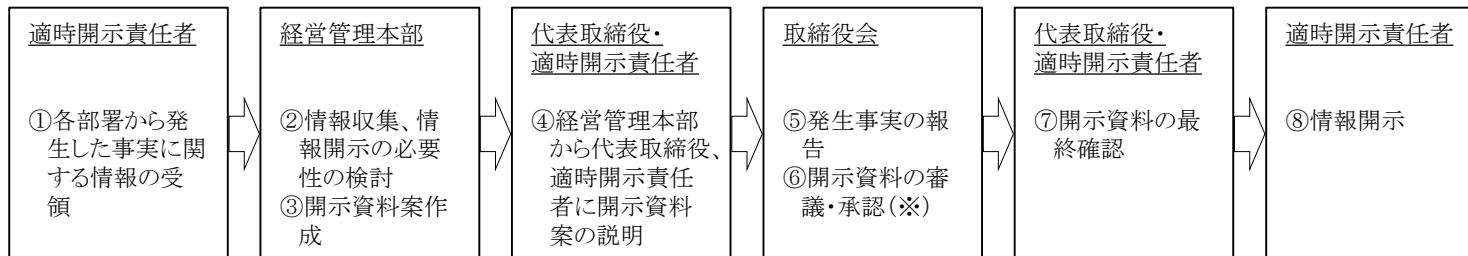 適時開示責任者
①各部署から発
生した事実に関
する情報の受
領
経営管理本部
②情報収集、情
報開示の必要
性の検討
③開示資料案作
成
代表取締役・
適時開示責任者
④経営管理本部
から代表取締役、
適時開示責任
者に開示資料
案の説明
取締役会
⑤発生事実の報
告
⑥開示資料の審
議・承認(※)
代表取締役・
適時開示責任者
⑦開示資料の最
終確認
適時開示責任者
⑧情報開示